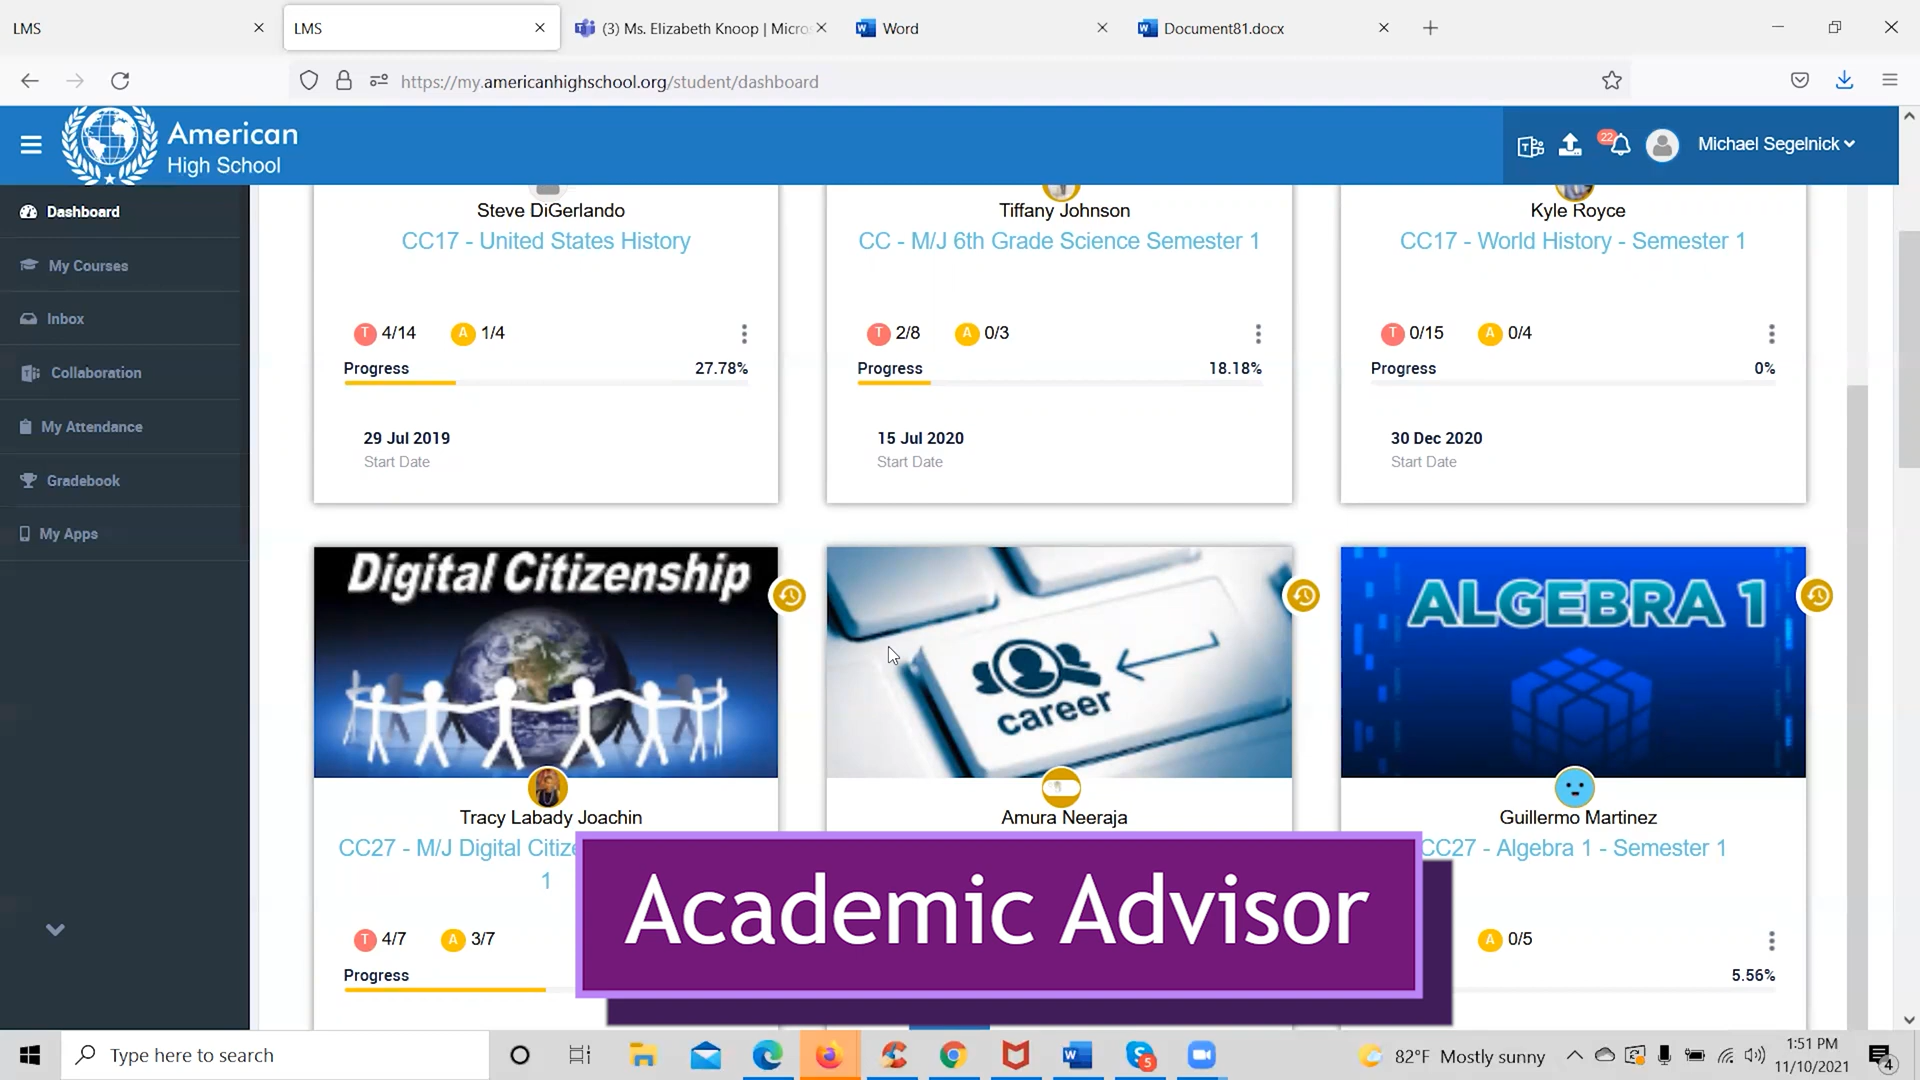 LMS
LMS
(3) Ms. Elizabeth Knoop | Micro
Word
Document81.docx
https://my.americanhighschool.org/student/dashboard
American
High School
22
Michael Segelnick
Dashboard
My Courses
Inbox
Collaboration
My Attendance
Gradebook
My Apps
Steve DiGerlando
CC17 - United States History
T 4/14 A 1/4
Progress 27.78%
29 Jul 2019
Start Date
Tiffany Johnson
CC - M/J 6th Grade Science Semester 1
T 2/8 A 0/3
Progress 18.18%
15 Jul 2020
Start Date
Kyle Royce
CC17 - World History - Semester 1
T 0/15 A 0/4
Progress 0%
30 Dec 2020
Start Date
Digital Citizenship
Tracy Labady Joachin
CC27 - M/J Digital Citize
1
T 4/7 A 3/7
Progress
career
Amura Neeraja
ALGEBRA 1
Guillermo Martinez
CC27 - Algebra 1 - Semester 1
A 0/5
5.56%
Academic Advisor
Type here to search
5
82°F Mostly sunny
1:51 PM
11/10/2021
4